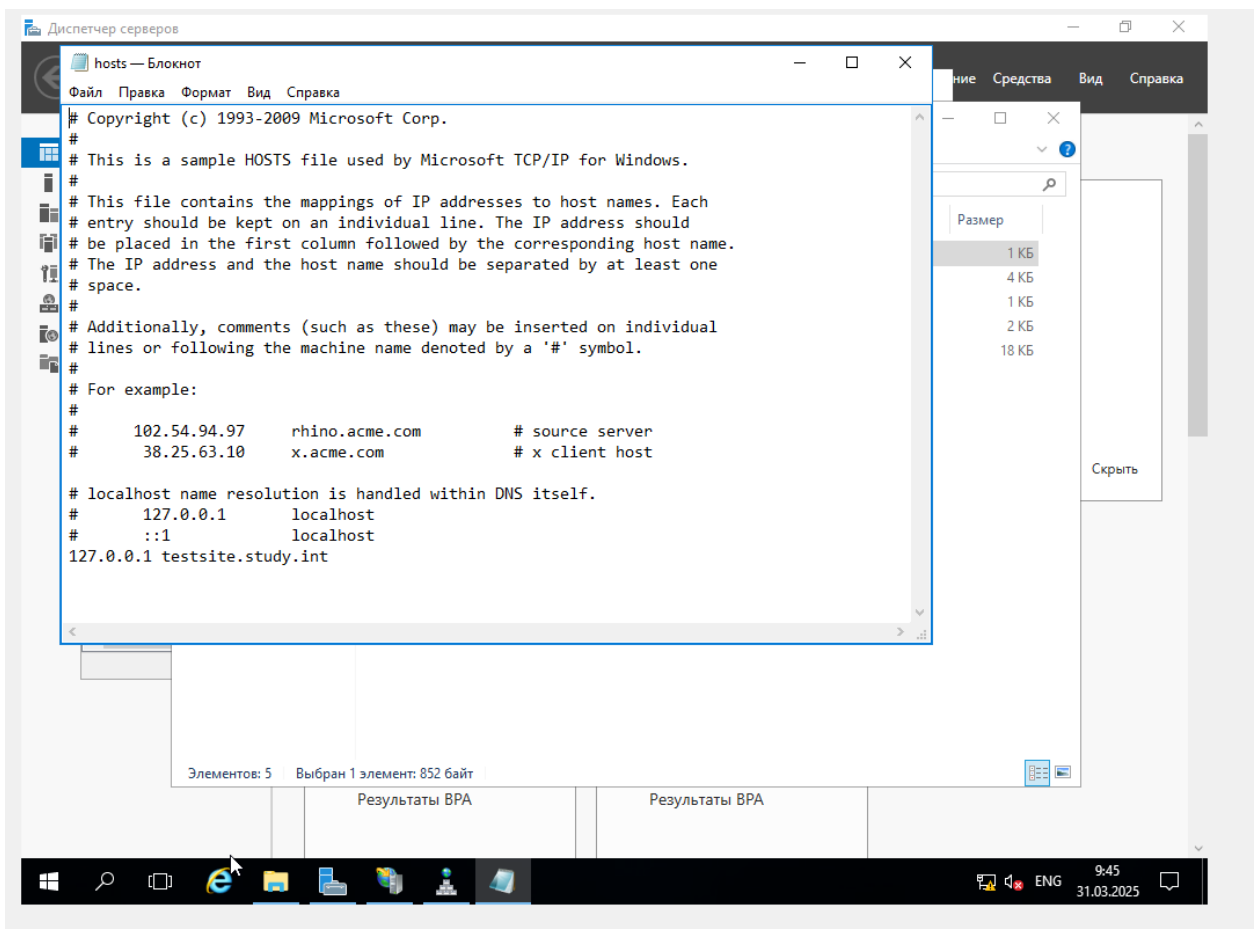 Диспетчер серверов
hosts — Блокнот
Файл Правка Формат Вид Справка
ние Средства Вид Справка
# Copyright (c) 1993-2009 Microsoft Corp.
#
# This is a sample HOSTS file used by Microsoft TCP/IP for Windows.
#
# This file contains the mappings of IP addresses to host names. Each
# entry should be kept on an individual line. The IP address should
# be placed in the first column followed by the corresponding host name.
# The IP address and the host name should be separated by at least one
# space.
#
# Additionally, comments (such as these) may be inserted on individual
# lines or following the machine name denoted by a '#' symbol.
#
# For example:
#
#      102.54.94.97     rhino.acme.com          # source server
#       38.25.63.10     x.acme.com              # x client host

# localhost name resolution is handled within DNS itself.
#       127.0.0.1       localhost
#       ::1             localhost
127.0.0.1 testsite.study.int
Размер
1 КБ
4 КБ
1 КБ
2 КБ
18 КБ
Скрыть
Элементов: 5 Выбран 1 элемент: 852 байт
Результаты BPA Результаты BPA
ENG
9:45
31.03.2025